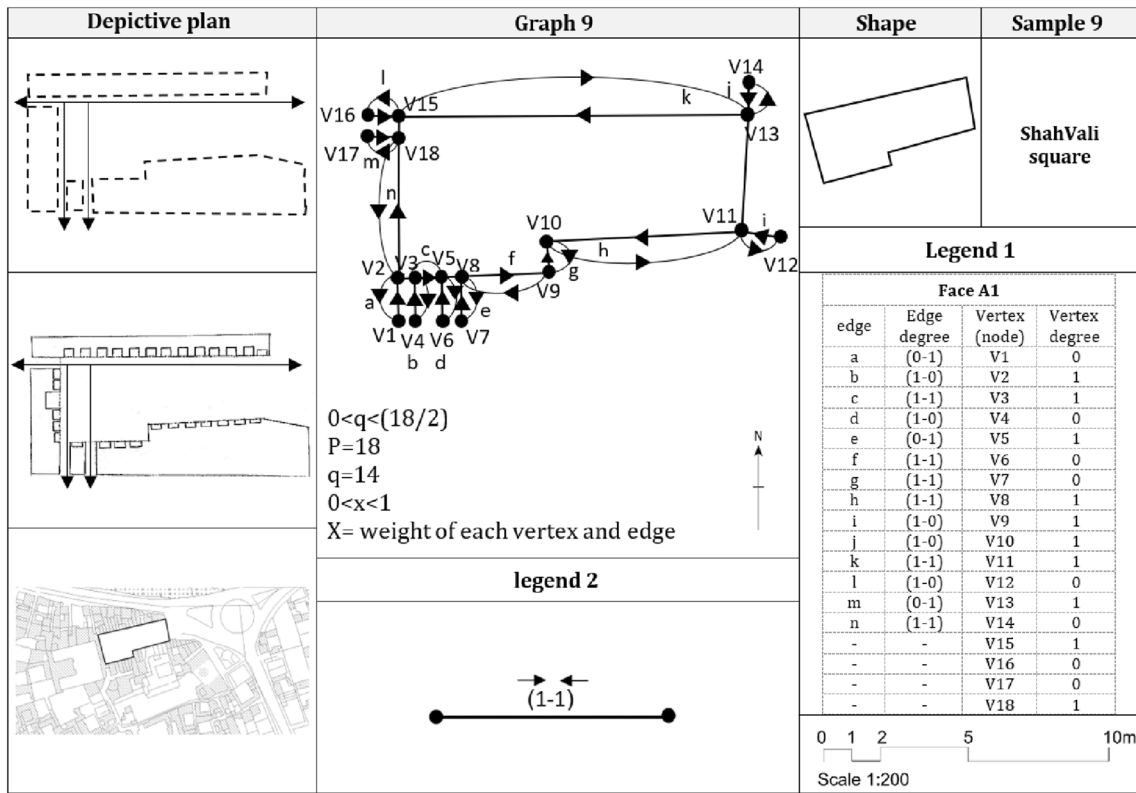 Depictive plan
Graph 9
Shape
Sample 9
V14
l
j
V16
V15
k
V13
V17
V18
m
n
V10
V11
i
h
V12
c
V2
V3
V5
V8
f
g
V9
a
e
V1
V4
V6
V7
b
d
0<q<(18/2)
P=18
q=14
0<x<1
X= weight of each vertex and edge
N
legend 2
(1-1)
ShahVali
square
Legend 1
Face A1
edge Edge degree Vertex (node) Vertex degree
a (0-1) V1 0
b (1-0) V2 1
c (1-1) V3 1
d (1-0) V4 0
e (0-1) V5 1
f (1-1) V6 0
g (1-1) V7 0
h (1-1) V8 1
i (1-0) V9 1
j (1-0) V10 1
k (1-1) V11 1
l (1-0) V12 0
m (0-1) V13 1
n (1-1) V14 0
- - V15 1
- - V16 0
- - V17 0
- - V18 1
0 1 2 5 10m
Scale 1:200